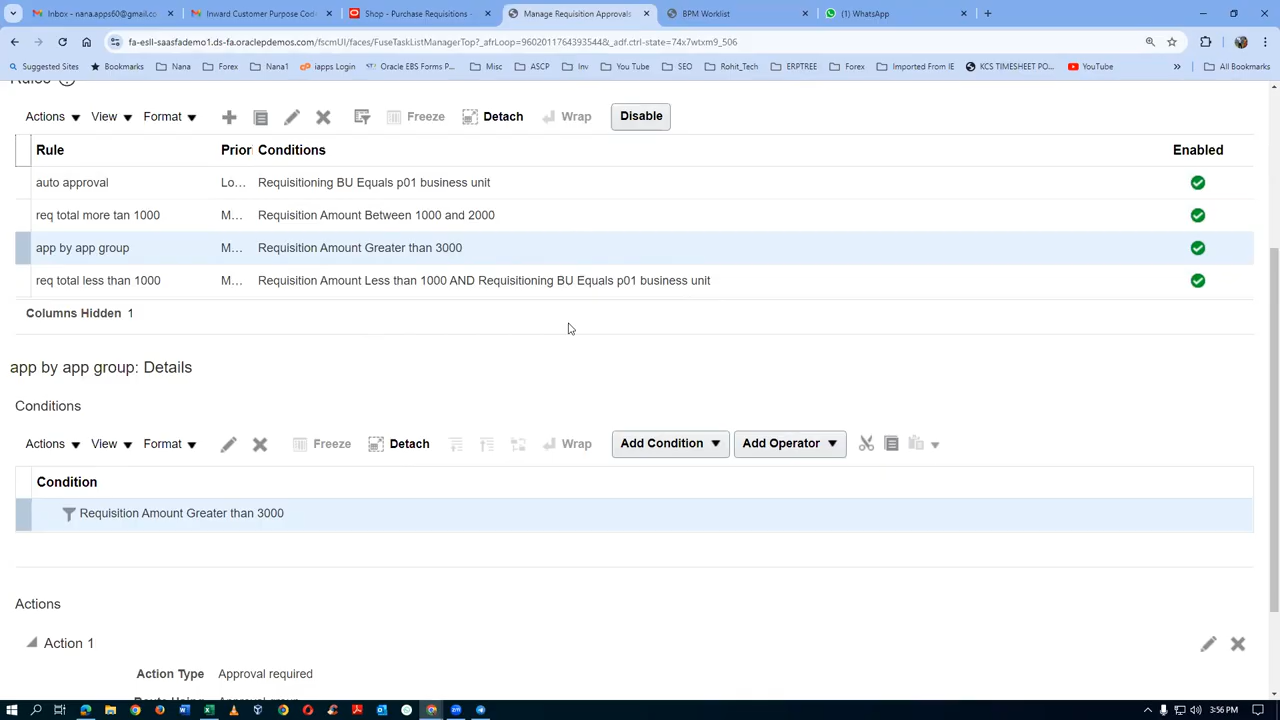 Inbox - nana.apps60@gmail.co
Inward Customer Purpose Cod
Shop - Purchase Requisitions -
Manage Requisition Approvals
BPM Worklist
(1) WhatsApp
fa-esll-saasfademo1.ds-fa.oraclepdemos.com/fscmUI/faces/FuseTaskListManagerTop?_afrLoop=9602011764393544&_adf.ctrl-state=74x7wtxm9_506
Suggested Sites
Bookmarks
Nana
Forex
Nana1
iapps Login
Oracle EBS Forms P...
Misc
ASCP
Inv
You Tube
SEO
Rohit_Tech
ERPTREE
Forex
Imported From IE
KCS TIMESHEET PO...
YouTube
All Bookmarks
Rules
Actions View Format Freeze Detach Wrap Disable
Rule Prior Conditions Enabled
auto approval Lo... Requisitioning BU Equals p01 business unit
req total more tan 1000 M... Requisition Amount Between 1000 and 2000
app by app group M... Requisition Amount Greater than 3000
req total less than 1000 M... Requisition Amount Less than 1000 AND Requisitioning BU Equals p01 business unit
Columns Hidden 1
app by app group: Details
Conditions
Actions View Format Freeze Detach Wrap Add Condition Add Operator
Condition
Requisition Amount Greater than 3000
Actions
Action 1
Action Type Approval required
Route Using Approval group
3:56 PM